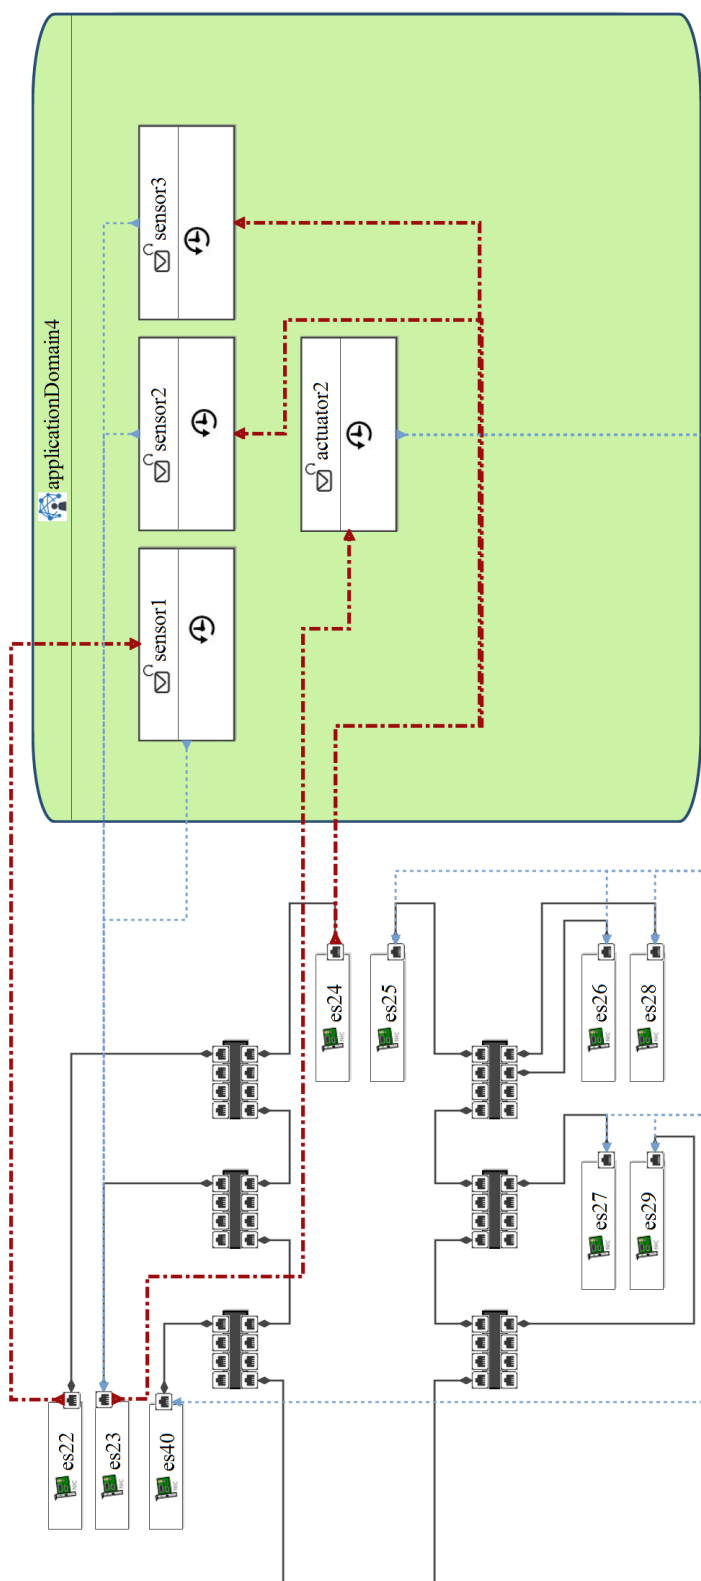 applicationDomain4
sensor3
sensor2
actuator2
sensor1
es24
es25
es26
es28
es27
es29
es22
es23
es40